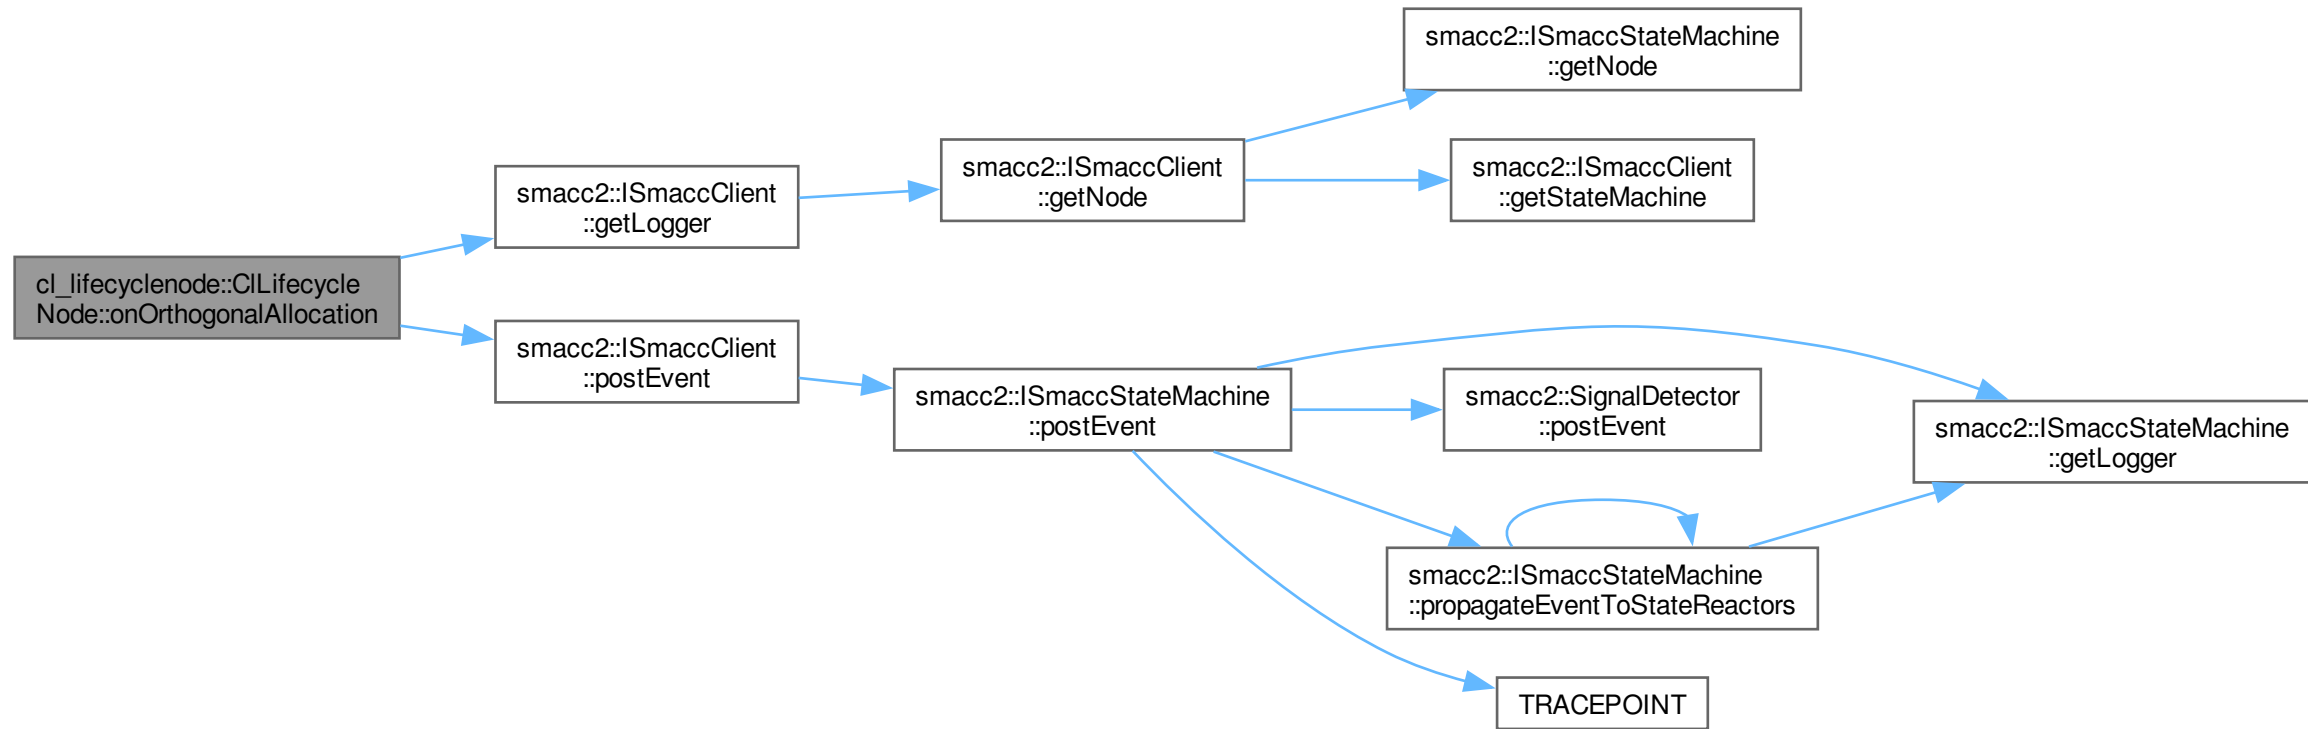 cl_lifecyclenode::ClLifecycle
Node::onOrthogonalAllocation
smacc2::ISmaccClient
::getLogger
smacc2::ISmaccClient
::getNode
smacc2::ISmaccStateMachine
::getNode
smacc2::ISmaccClient
::getStateMachine
smacc2::ISmaccClient
::postEvent
smacc2::ISmaccStateMachine
::postEvent
smacc2::SignalDetector
::postEvent
smacc2::ISmaccStateMachine
::getLogger
smacc2::ISmaccStateMachine
::propagateEventToStateReactors
TRACEPOINT